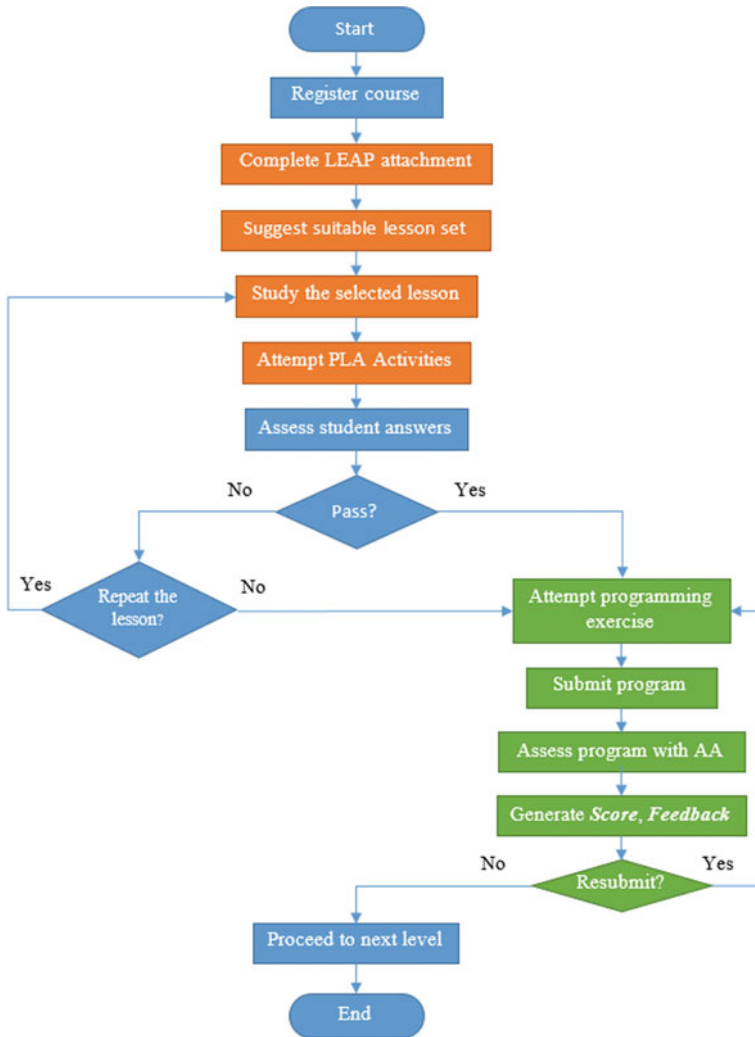 Start
Register course
Complete LEAP attachment
Suggest suitable lesson set
Study the selected lesson
Attempt PLA Activities
Assess student answers
No
Yes
Pass?
Yes
Repeat the
lesson?
No
Attempt programming
exercise
Submit program
Assess program with AA
Generate Score, Feedback
No
Yes
Resubmit?
Proceed to next level
End